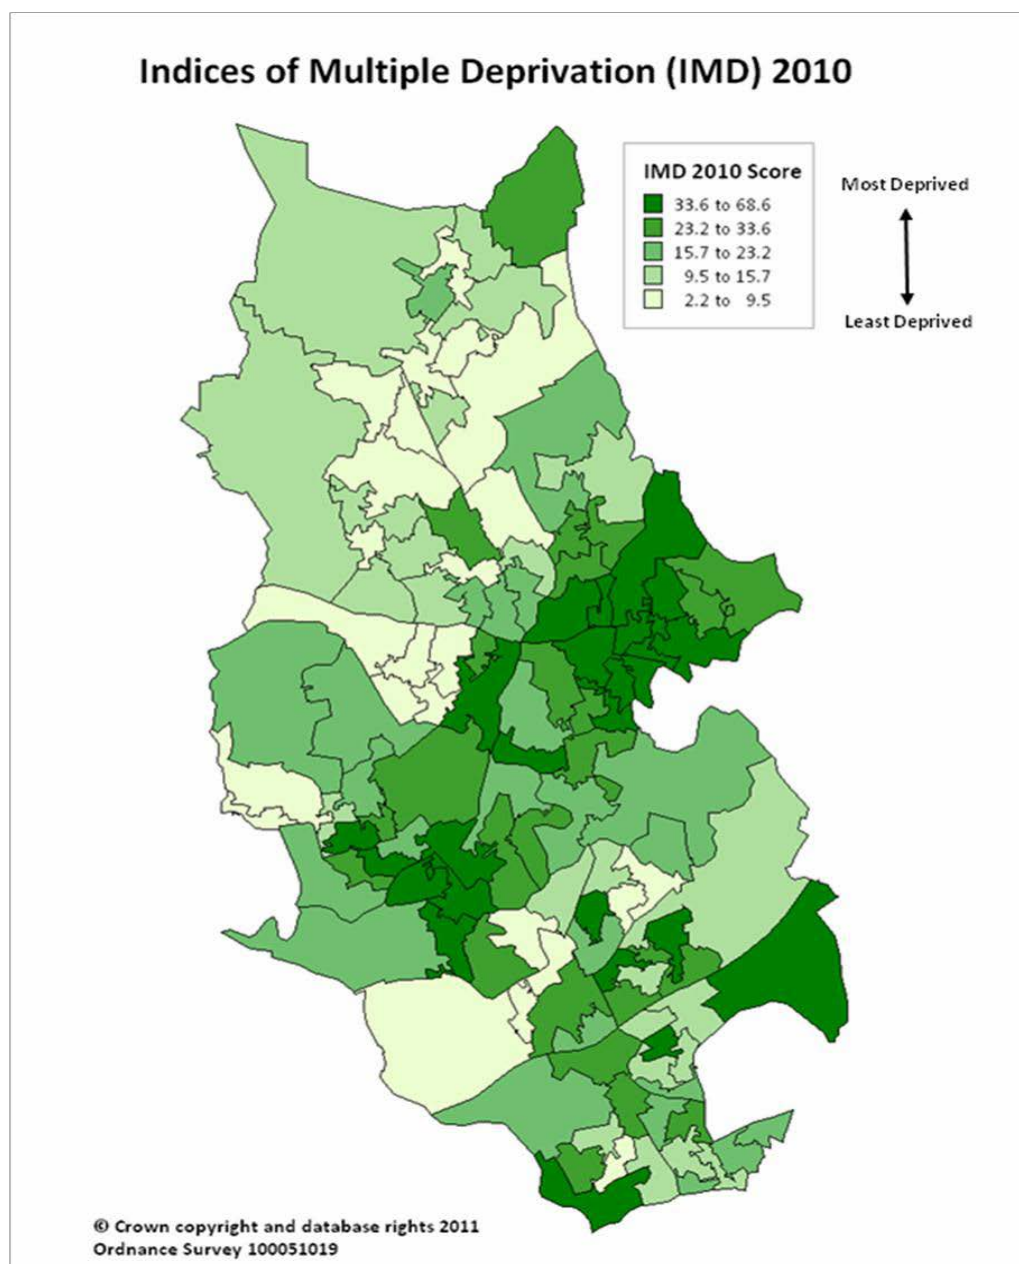 Indices of Multiple Deprivation (IMD) 2010
IMD 2010 Score
33.6 to 68.6
23.2 to 33.6
15.7 to 23.2
9.5 to 15.7
2.2 to 9.5
Most Deprived
Least Deprived
© Crown copyright and database rights 2011
Ordnance Survey 100051019